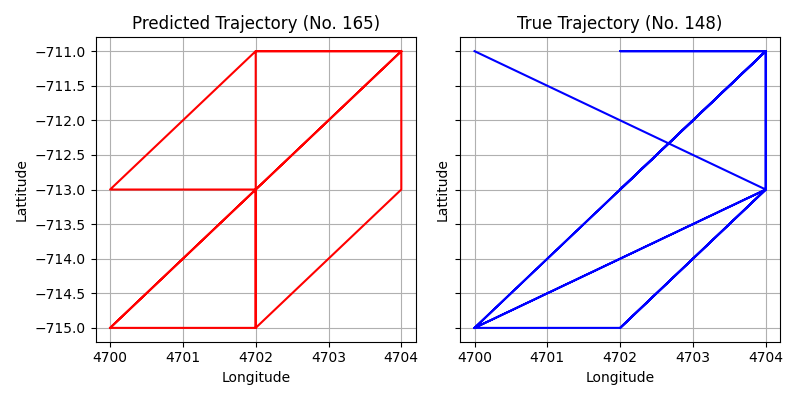 Predicted Trajectory (No. 165)
True Trajectory (No. 148)
−711.0
−711.5
−712.0
−712.5
−713.0
−713.5
−714.0
−714.5
−715.0
Lattitude
Lattitude
4700 4701 4702 4703 4704
4700 4701 4702 4703 4704
Longitude
Longitude